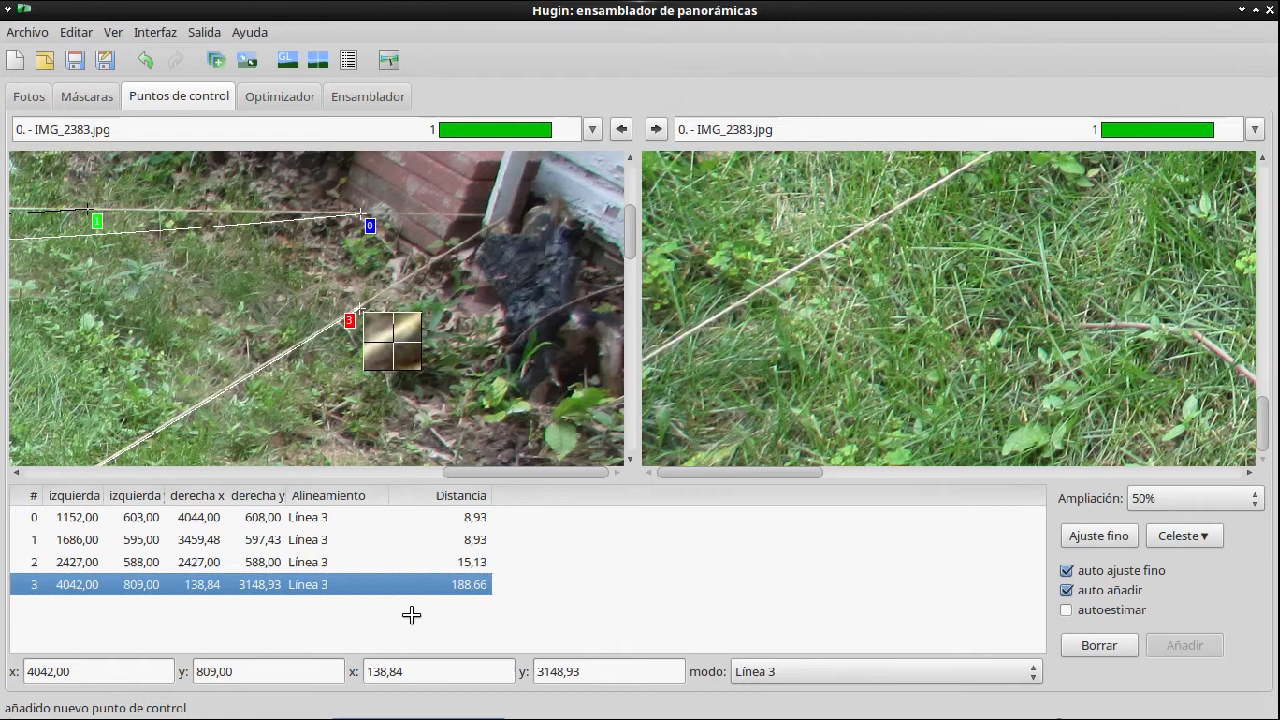 Hugin: ensamblador de panorámicas
Archivo Editar Ver Interfaz Salida Ayuda
GL
Fotos Máscaras Puntos de control Optimizador Ensamblador
0. - IMG_2383.jpg 1 0. - IMG_2383.jpg 1
1
0
3
# izquierda izquierda derecha x derecha y Alineamiento Distancia
0 1152,00 603,00 4044,00 608,00 Línea 3 8,93
1 1686,00 595,00 3459,48 597,43 Línea 3 8,93
2 2427,00 588,00 2427,00 588,00 Línea 3 15,13
3 4042,00 809,00 138,84 3148,93 Línea 3 188,66
Ampliación: 50%
Ajuste fino Celeste
auto ajuste fino
auto añadir
autoestimar
Borrar Añadir
x: 4042,00 y: 809,00 x: 138,84 y: 3148,93 modo: Línea 3
añadido nuevo punto de control